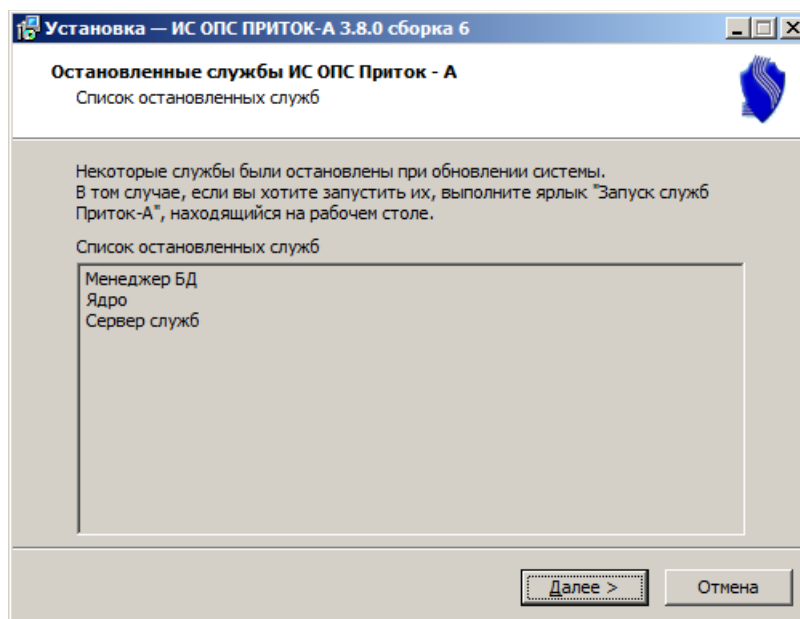 Установка — ИС ОПС ПРИТОК-А 3.8.0 сборка 6
Остановленные службы ИС ОПС Приток - А
Список остановленных служб
Некоторые службы были остановлены при обновлении системы.
В том случае, если вы хотите запустить их, выполните ярлык "Запуск служб
Приток-А", находящийся на рабочем столе.
Список остановленных служб
Менеджер БД
Ядро
Сервер служб
Далее >
Отмена